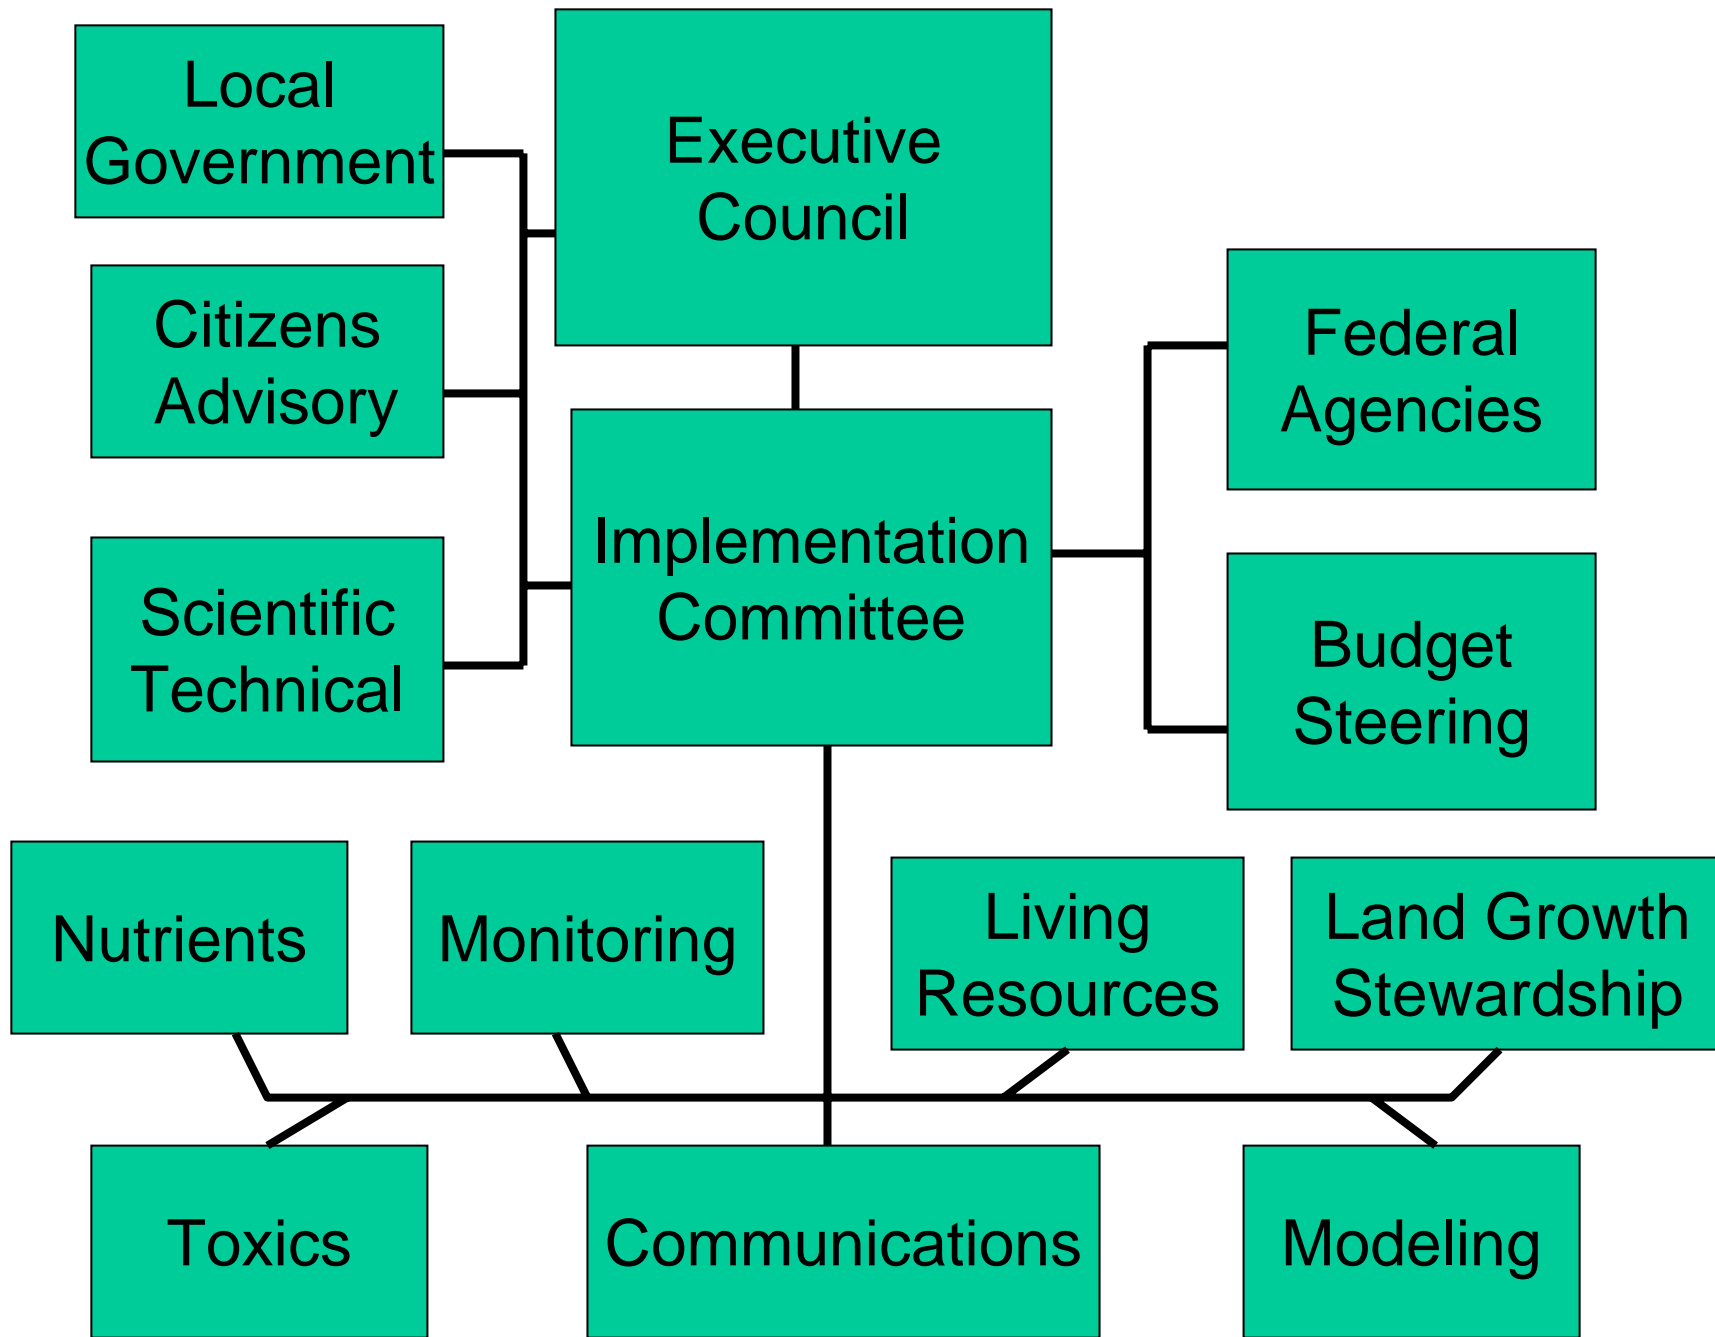 Local
Government
Executive
Council
Citizens
Advisory
Federal
Agencies
Scientific
Technical
Implementation
Committee
Budget
Steering
Nutrients
Monitoring
Living
Resources
Land Growth
Stewardship
Toxics
Communications
Modeling